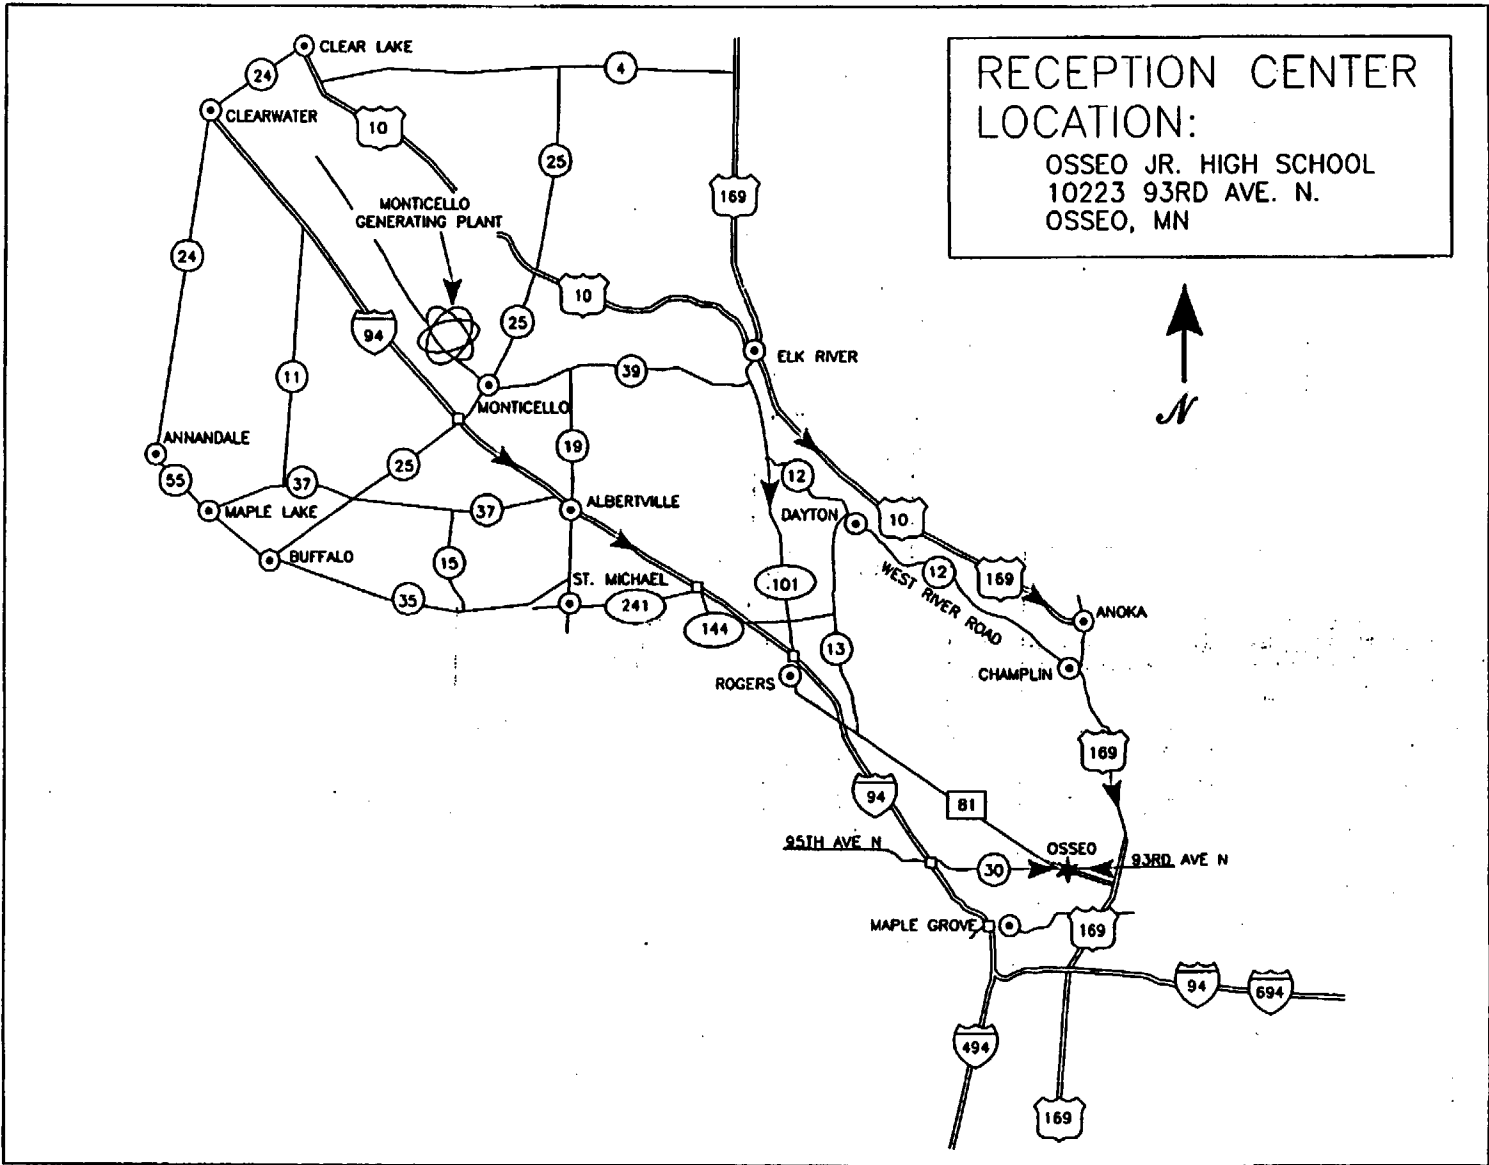 CLEAR LAKE
24
4
CLEARWATER
10
25
169
RECEPTION CENTER
LOCATION:
OSSEO JR. HIGH SCHOOL
10223 93RD AVE. N.
OSSEO, MN
MONTICELLO
GENERATING PLANT
24
10
25
94
N
ELK RIVER
39
11
MONTICELLO
ANNANDALE
25
19
55
37
12
MAPLE LAKE
37
ALBERTVILLE
DAYTON
10
BUFFALO
15
ST. MICHAEL
101
12
169
WEST RIVER ROAD
35
241
144
ANOKA
13
CHAMPLIN
ROGERS
169
94
81
95TH AVE N
OSSEO
93RD AVE N
30
MAPLE GROVE
169
94
694
494
169